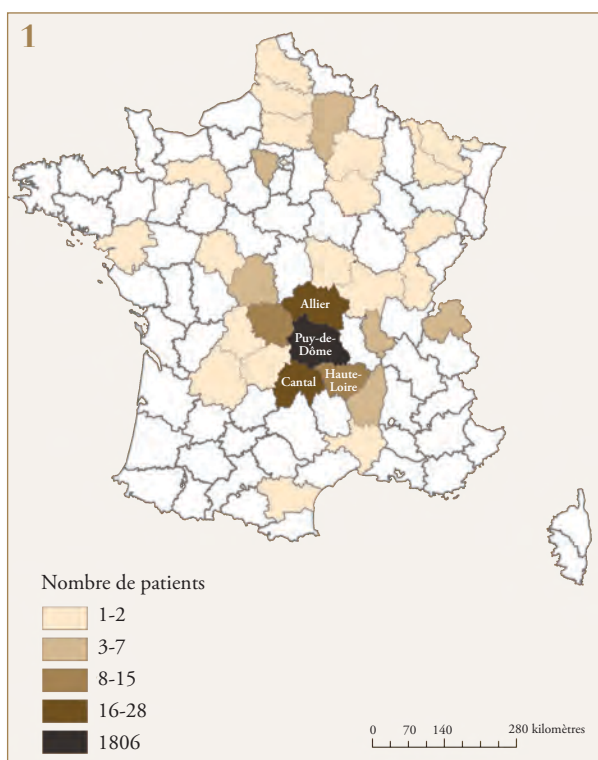 1
Allier
Puy-de-
Dôme
Cantal
Haute-
Loire
Nombre de patients
1-2
3-7
8-15
16-28
1806
0 70 140 280 kilomètres